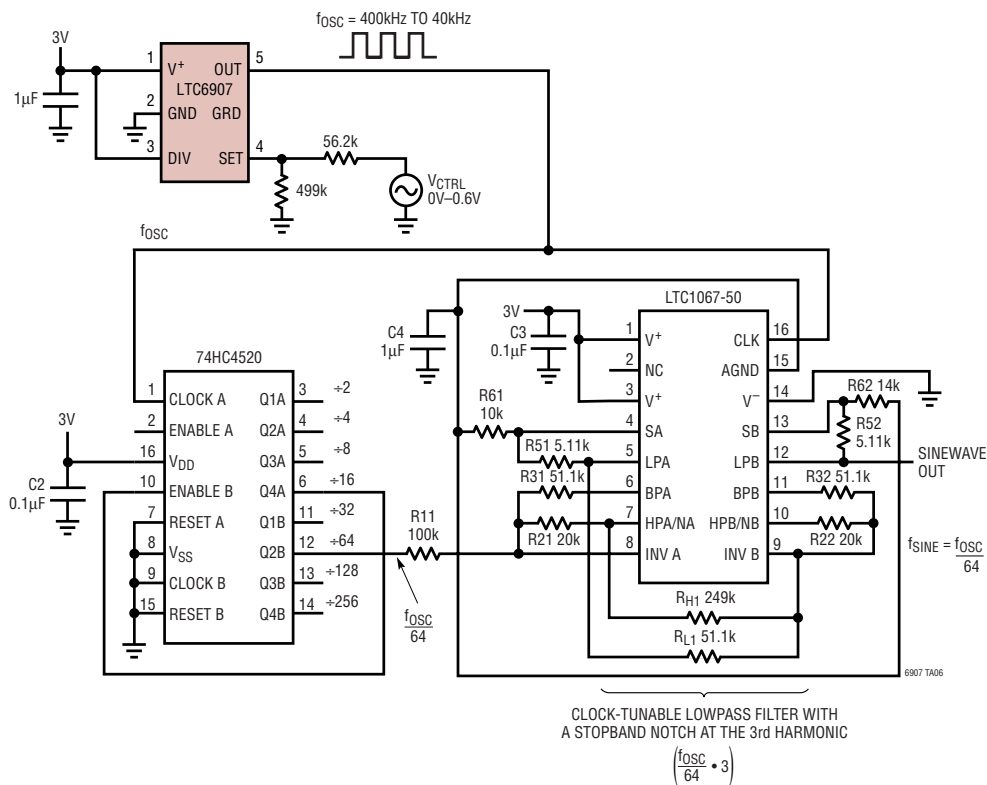 fOSC = 400kHz TO 40kHz
3V
1µF
1 V+ OUT 5
LTC6907
2 GND GRD
3 DIV SET 4
56.2k
499k
VCTRL
0V–0.6V
fOSC
LTC1067-50
3V
C4
1µF
C3
0.1µF
1 V+ CLK 16
2 NC AGND 15
3 V+ V− 14
4 SA SB 13
5 LPA LPB 12
6 BPA BPB 11
7 HPA/NA HPB/NB 10
8 INV A INV B 9
R61
10k
R51 5.11k
R31 51.1k
R21 20k
R11
100k
R62 14k
R52
5.11k
SINEWAVE
OUT
R32 51.1k
R22 20k
fSINE = fOSC
64
RH1 249k
RL1 51.1k
74HC4520
3V
C2
0.1µF
1 CLOCK A Q1A 3 ÷2
2 ENABLE A Q2A 4 ÷4
16 VDD Q3A 5 ÷8
10 ENABLE B Q4A 6 ÷16
7 RESET A Q1B 11 ÷32
8 VSS Q2B 12 ÷64
9 CLOCK B Q3B 13 ÷128
15 RESET B Q4B 14 ÷256
fOSC
64
6907 TA06
CLOCK-TUNABLE LOWPASS FILTER WITH
A STOPBAND NOTCH AT THE 3rd HARMONIC
(fOSC
64 • 3)